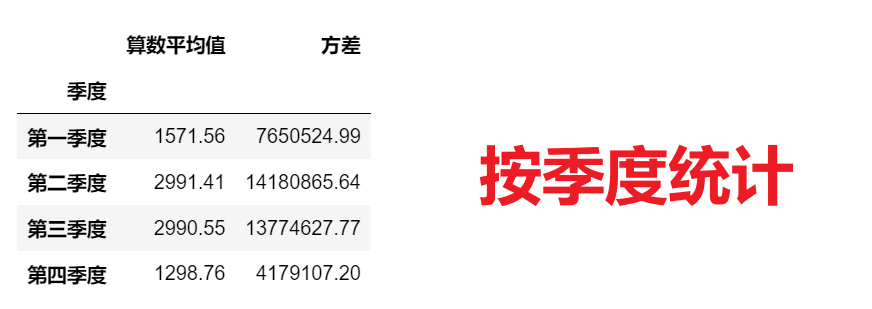 算数平均值 方差
季度
第一季度 1571.56 7650524.99
第二季度 2991.41 14180865.64
第三季度 2990.55 13774627.77
第四季度 1298.76 4179107.20
按季度统计